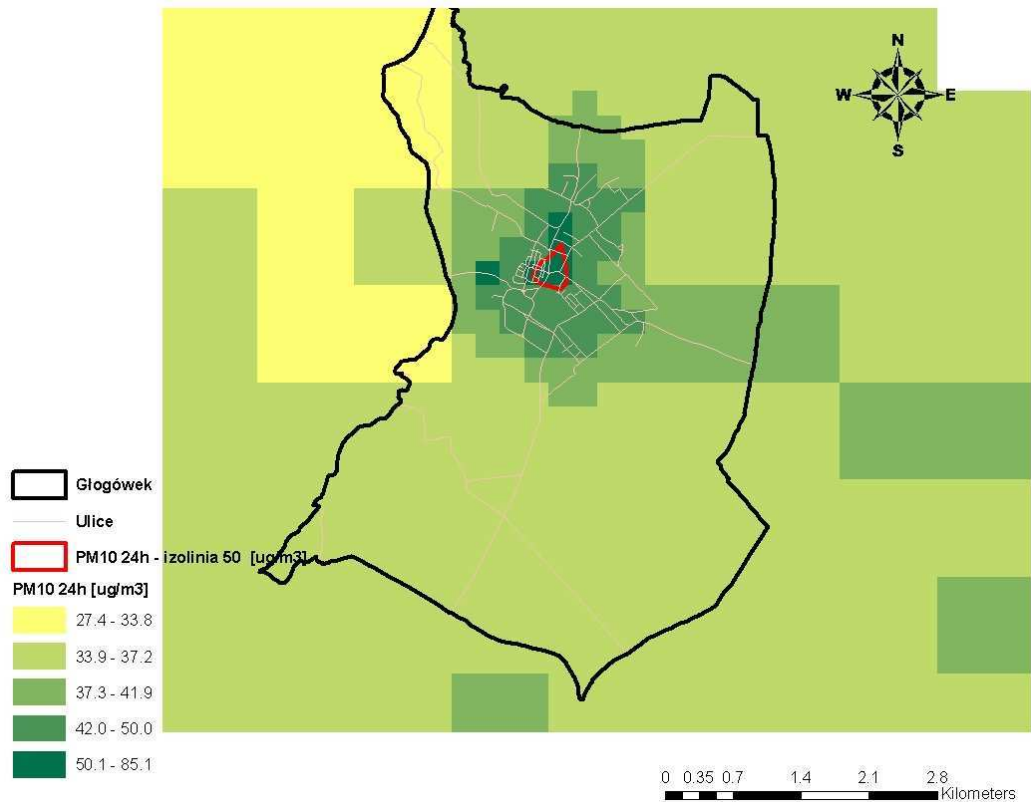 N
W E
S
Glogówek
Ulice
PM10 24h - izolinia 50 [ug/m3]
PM10 24h [ug/m3]
27.4 - 33.8
33.9 - 37.2
37.3 - 41.9
42.0 - 50.0
50.1 - 85.1
0 0.35 0.7 1.4 2.1 2.8
Kilometers